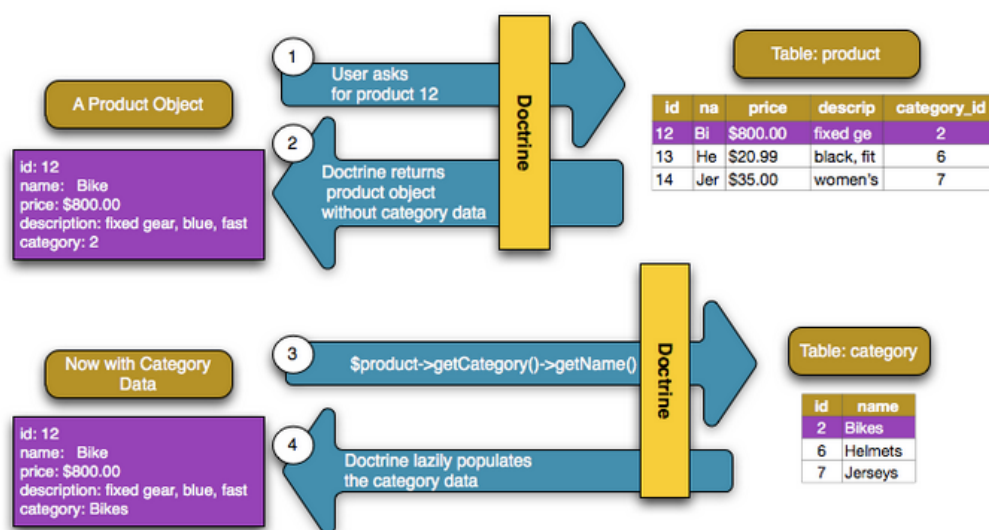 1
User asks
for product 12
Doctrine
Table: product
A Product Object
id na price descrip category_id
12 Bi $800.00 fixed ge 2
13 He $20.99 black, fit 6
14 Jer $35.00 women's 7
2
Doctrine returns
product object
without category data
id: 12
name: Bike
price: $800.00
description: fixed gear, blue, fast
category: 2
3
$product->getCategory()->getName()
Doctrine
Table: category
Now with Category
Data
id name
2 Bikes
6 Helmets
7 Jerseys
4
Doctrine lazily populates
the category data
id: 12
name: Bike
price: $800.00
description: fixed gear, blue, fast
category: Bikes